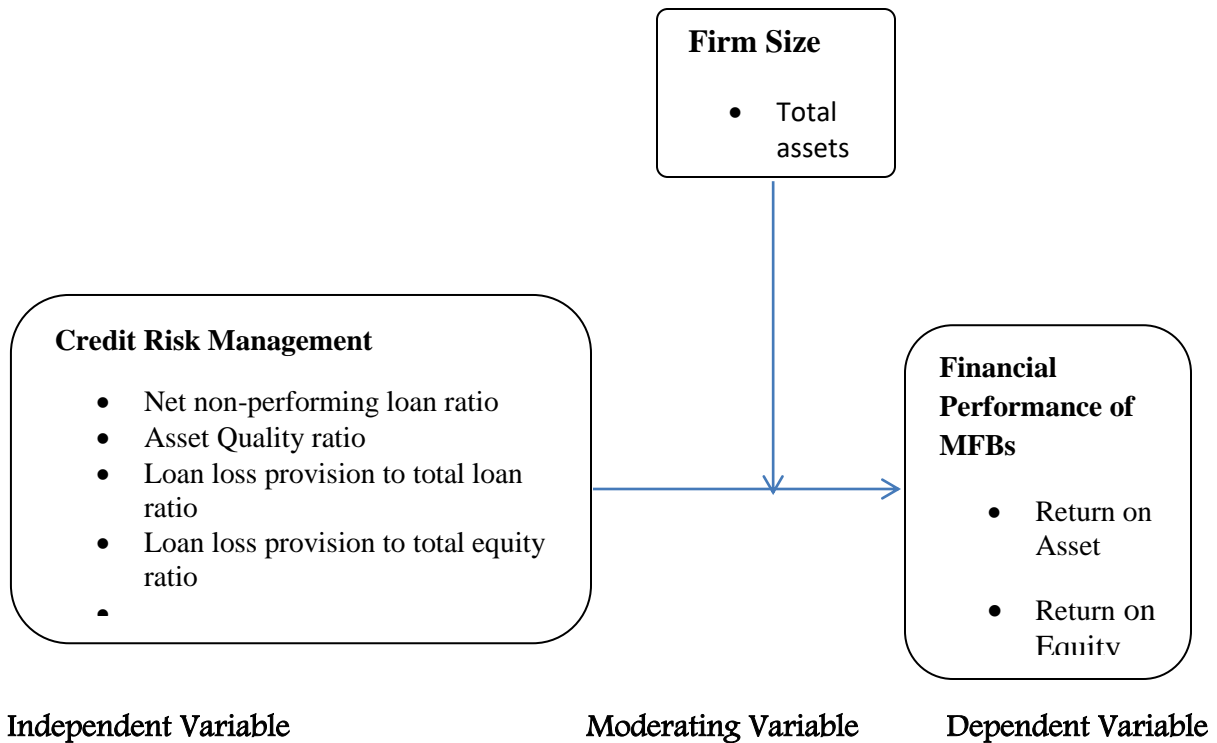 Firm Size
• Total
assets
Credit Risk Management
• Net non-performing loan ratio
• Asset Quality ratio
• Loan loss provision to total loan
ratio
• Loan loss provision to total equity
ratio
•
Financial
Performance of
MFBs
• Return on
Asset
• Return on
Equity
Independent Variable
Moderating Variable
Dependent Variable